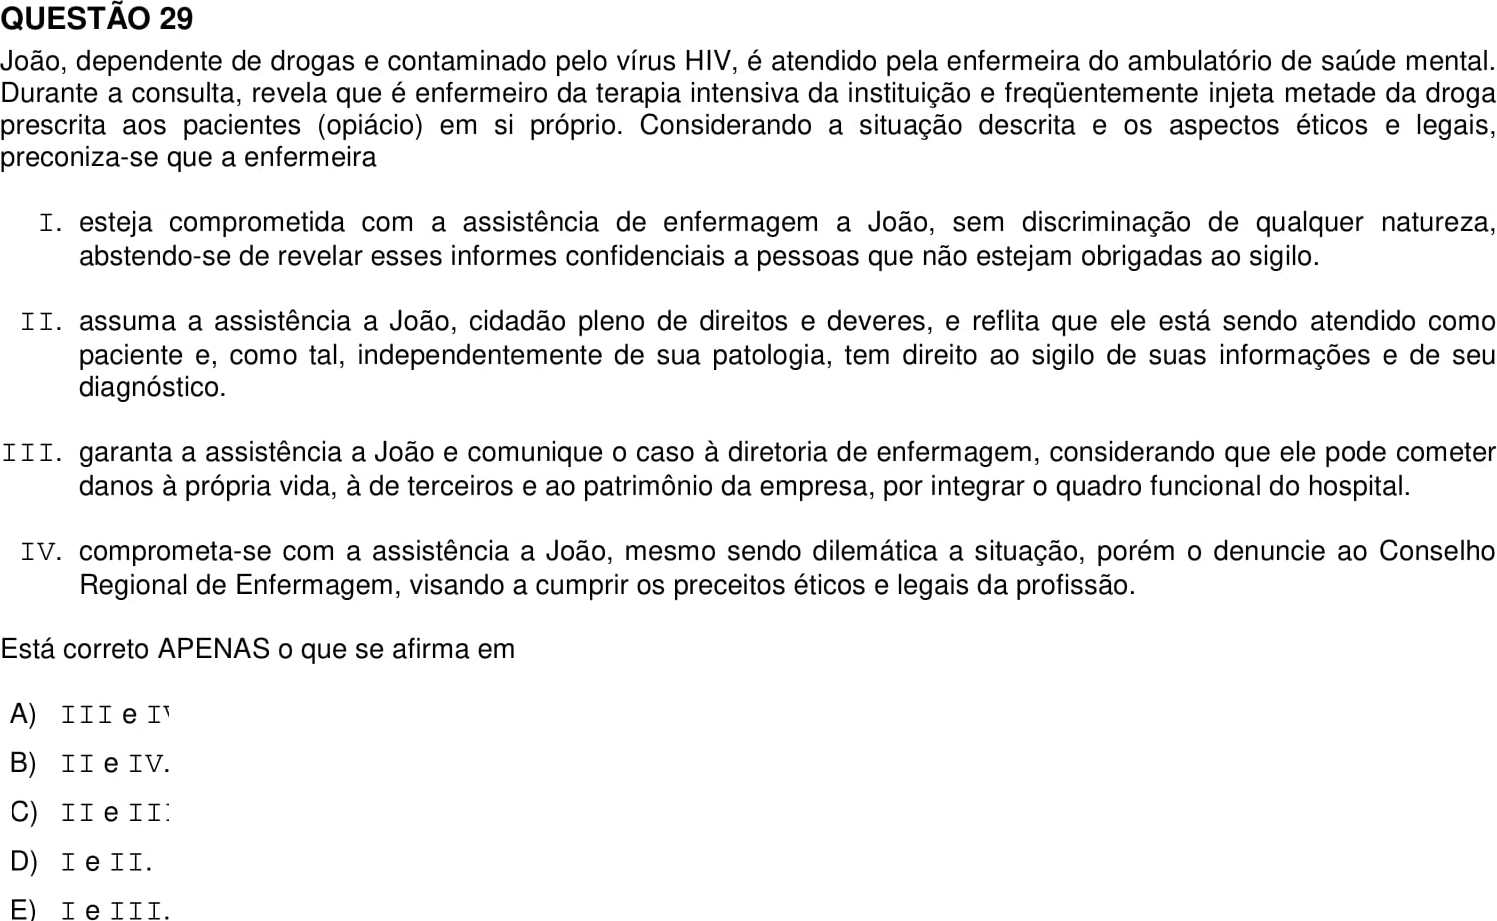 QUESTÃO 29
João, dependente de drogas e contaminado pelo vírus HIV, é atendido pela enfermeira do ambulatório de saúde mental.
Durante a consulta, revela que é enfermeiro da terapia intensiva da instituição e freqüentemente injeta metade da droga
prescrita aos pacientes (opiácio) em si próprio. Considerando a situação descrita e os aspectos éticos e legais,
preconiza-se que a enfermeira
I. esteja comprometida com a assistência de enfermagem a João, sem discriminação de qualquer natureza,
abstendo-se de revelar esses informes confidenciais a pessoas que não estejam obrigadas ao sigilo.
II. assuma a assistência a João, cidadão pleno de direitos e deveres, e reflita que ele está sendo atendido como
paciente e, como tal, independentemente de sua patologia, tem direito ao sigilo de suas informações e de seu
diagnóstico.
III. garanta a assistência a João e comunique o caso à diretoria de enfermagem, considerando que ele pode cometer
danos à própria vida, à de terceiros e ao patrimônio da empresa, por integrar o quadro funcional do hospital.
IV. comprometa-se com a assistência a João, mesmo sendo dilemática a situação, porém o denuncie ao Conselho
Regional de Enfermagem, visando a cumprir os preceitos éticos e legais da profissão.
Está correto APENAS o que se afirma em
A) III e IV
B) II e IV.
C) II e III
D) I e II.
E) I e III.